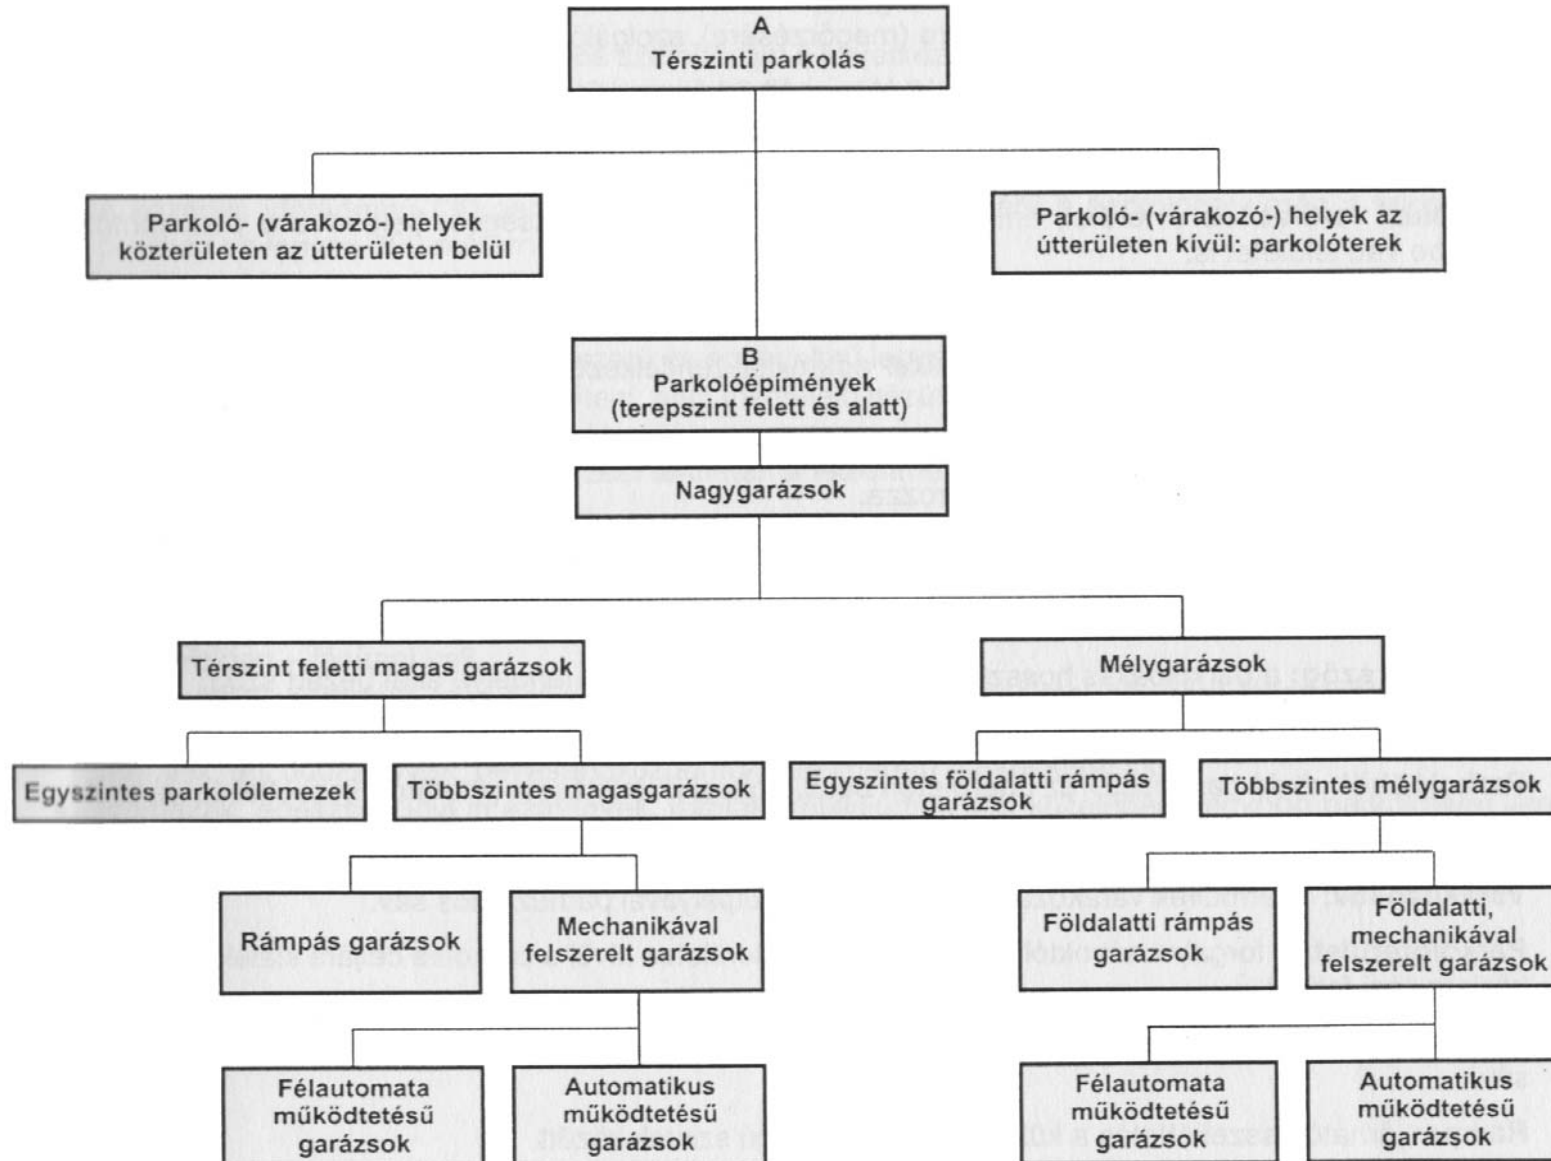 A
Térszinti parkolás
Parkoló- (várakozó-) helyek
közterületen az útterületen belül
Parkoló- (várakozó-) helyek az
útterületen kívül: parkolóterek
B
Parkolóépímények
(terepszint felett és alatt)
Nagygarázsok
Térszint feletti magas garázsok
Mélygarázsok
Egyszintes parkolólemezek
Többszintes magasgarázsok
Egyszintes földalatti rámpás
garázsok
Többszintes mélygarázsok
Rámpás garázsok
Mechanikával
felszerelt garázsok
Földalatti rámpás
garázsok
Földalatti,
mechanikával
felszerelt garázsok
Félautomata
működtetésű
garázsok
Automatikus
működtetésű
garázsok
Félautomata
működtetésű
garázsok
Automatikus
működtetésű
garázsok